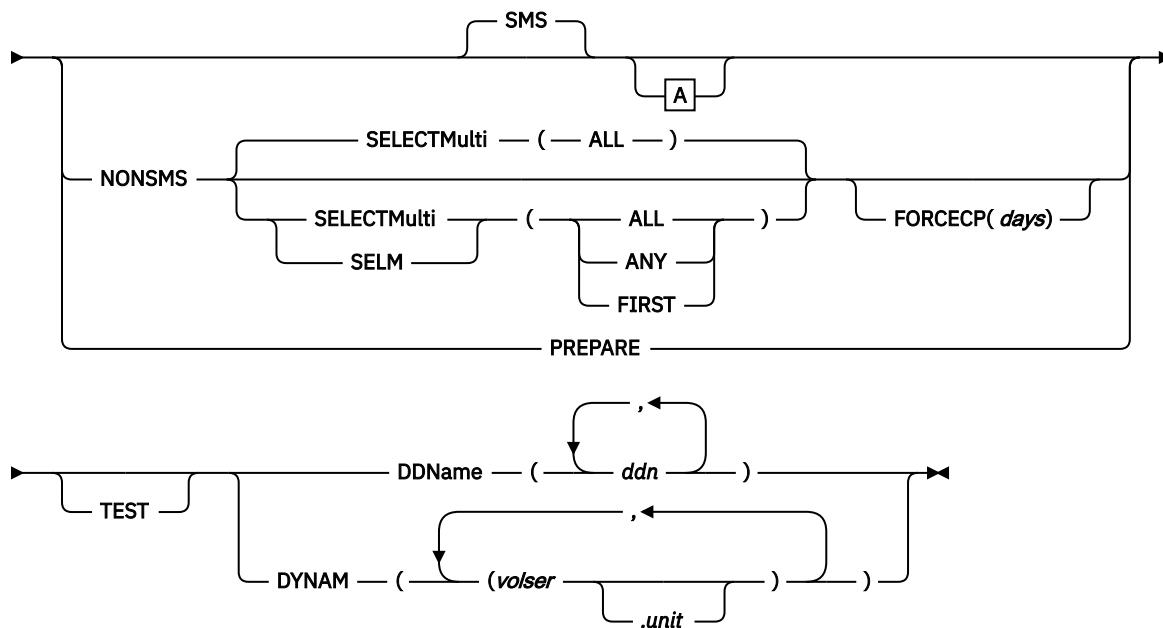 SMS
A
SELECTMulti ( ALL )
NONSMS
SELECTMulti ( ALL )
FORCECP( days)
SELM
ANY
FIRST
PREPARE
,
DDName ( ddn )
TEST
,
DYNAM ( (volser ) )
,unit